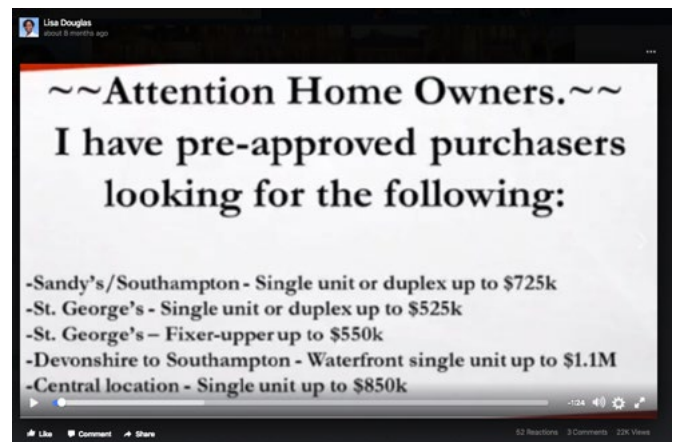 Lisa Douglas
about 8 months ago
~~Attention Home Owners.~~
I have pre-approved purchasers
looking for the following:
-Sandy's/Southampton - Single unit or duplex up to $725k
-St. George's - Single unit or duplex up to $525k
-St. George's – Fixer-upper up to $550k
-Devonshire to Southampton - Waterfront single unit up to $1.1M
-Central location - Single unit up to $850k
-1:24
Like Comment Share 52 Reactions 3 Comments 22K Views